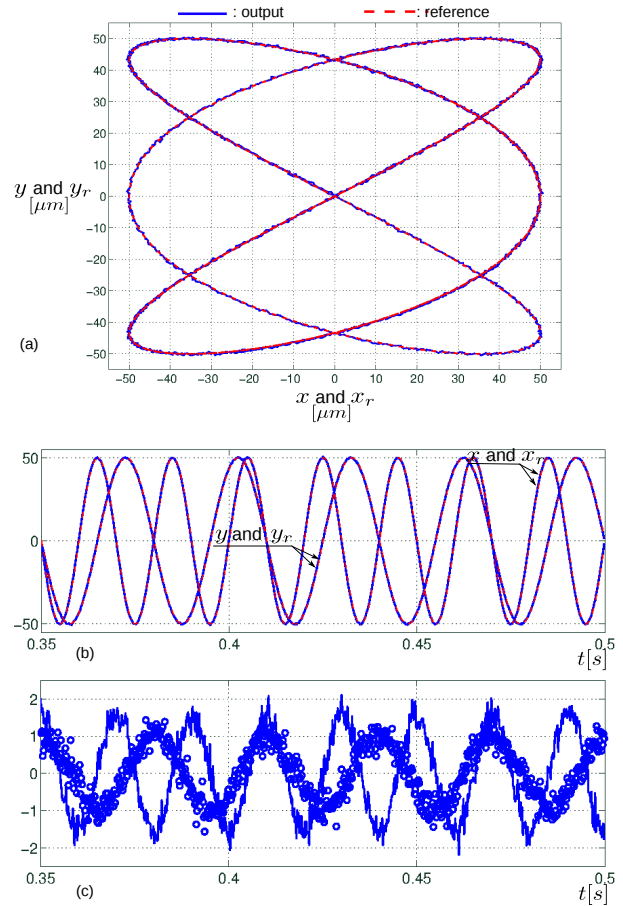 : output : reference
50
40
30
20
10
0
−10
−20
−30
−40
−50
y and y_r
[μm]
−50 −40 −30 −20 −10 0 10 20 30 40 50
(a)
x and x_r
[μm]
50
0
−50
x and x_r
y and y_r
0.35 0.4 0.45 0.5
(b)
t[s]
2
1
0
−1
−2
0.35 0.4 0.45 0.5
(c)
t[s]